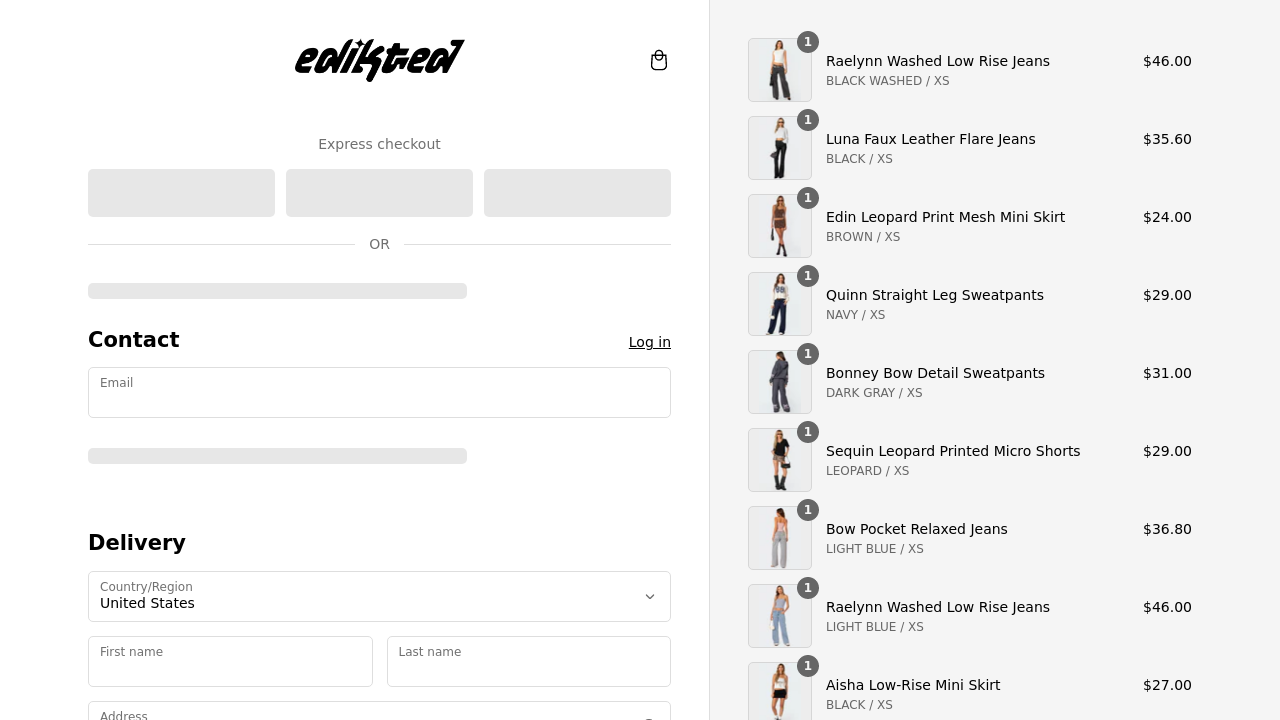 edikted
Express checkout
OR
Contact
Log in
Email
Delivery
Country/Region
United States
First name
Last name
Address
1
Raelynn Washed Low Rise Jeans
$46.00
BLACK WASHED / XS
1
Luna Faux Leather Flare Jeans
$35.60
BLACK / XS
1
Edin Leopard Print Mesh Mini Skirt
$24.00
BROWN / XS
1
Quinn Straight Leg Sweatpants
$29.00
NAVY / XS
1
Bonney Bow Detail Sweatpants
$31.00
DARK GRAY / XS
1
Sequin Leopard Printed Micro Shorts
$29.00
LEOPARD / XS
1
Bow Pocket Relaxed Jeans
$36.80
LIGHT BLUE / XS
1
Raelynn Washed Low Rise Jeans
$46.00
LIGHT BLUE / XS
1
Aisha Low-Rise Mini Skirt
$27.00
BLACK / XS